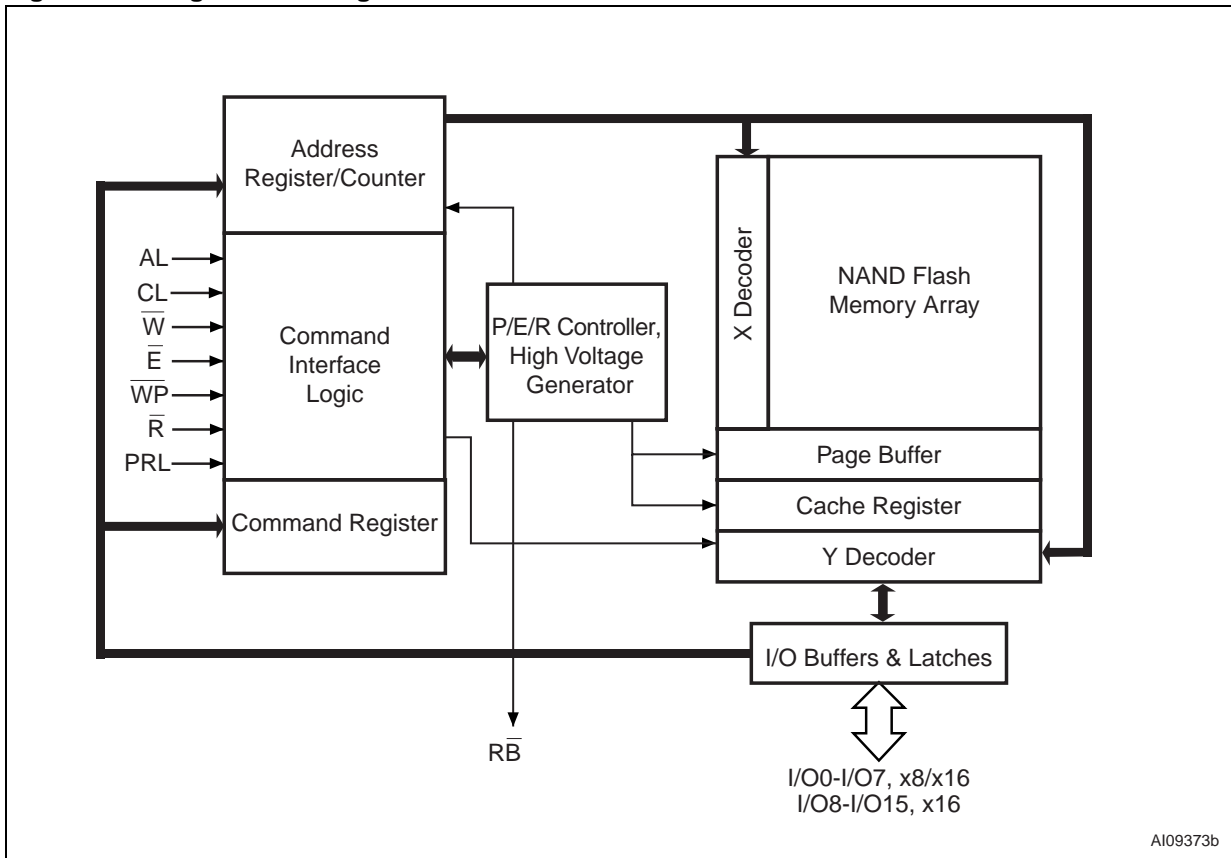 Address
Register/Counter
AL
CL
W̅
E̅
W̅P̅
R̅
PRL
Command
Interface
Logic
Command Register
P/E/R Controller,
High Voltage
Generator
X Decoder
NAND Flash
Memory Array
Page Buffer
Cache Register
Y Decoder
I/O Buffers & Latches
RB̅
I/O0-I/O7, x8/x16
I/O8-I/O15, x16
AI09373b